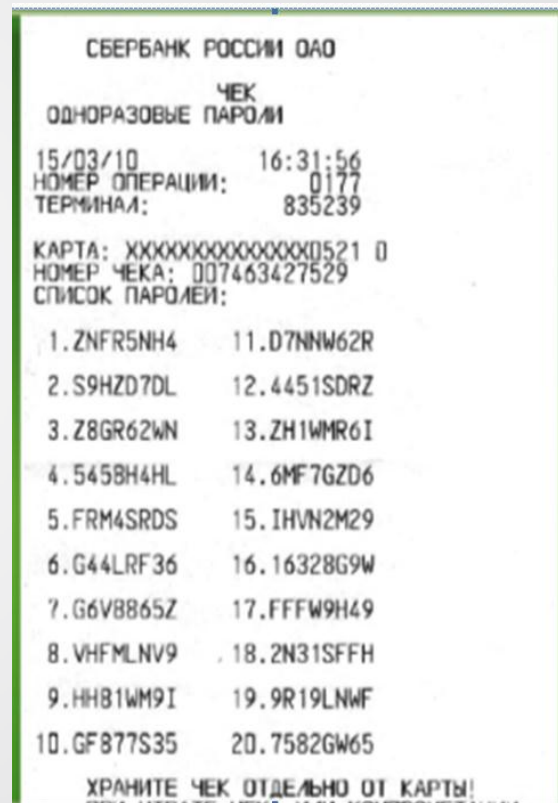 СБЕРБАНК РОССИИ ОАО
ЧЕК
ОДНОРАЗОВЫЕ ПАРОЛИ
15/03/10 16:31:56
НОМЕР ОПЕРАЦИИ: 0177
ТЕРМИНАЛ: 835239
КАРТА: XXXXXXXXXXXXXX0521 0
НОМЕР ЧЕКА: 007463427529
СПИСОК ПАРОЛЕЙ:
1.ZNFR5NH4 11.D7NNW62R
2.S9HZD7DL 12.4451SDRZ
3.Z8GR62WN 13.ZH1WMR6I
4.545BH4HL 14.6MF7GZD6
5.FRM4SRDS 15.IHVN2M29
6.G44LRF36 16.16328G9W
7.G6V8865Z 17.FFFW9H49
8.VHFMLNV9 18.2N31SFFH
9.HH81WM9I 19.9R19LNWF
10.GF877S35 20.7582GW65
ХРАНИТЕ ЧЕК ОТДЕЛЬНО ОТ КАРТЫ!